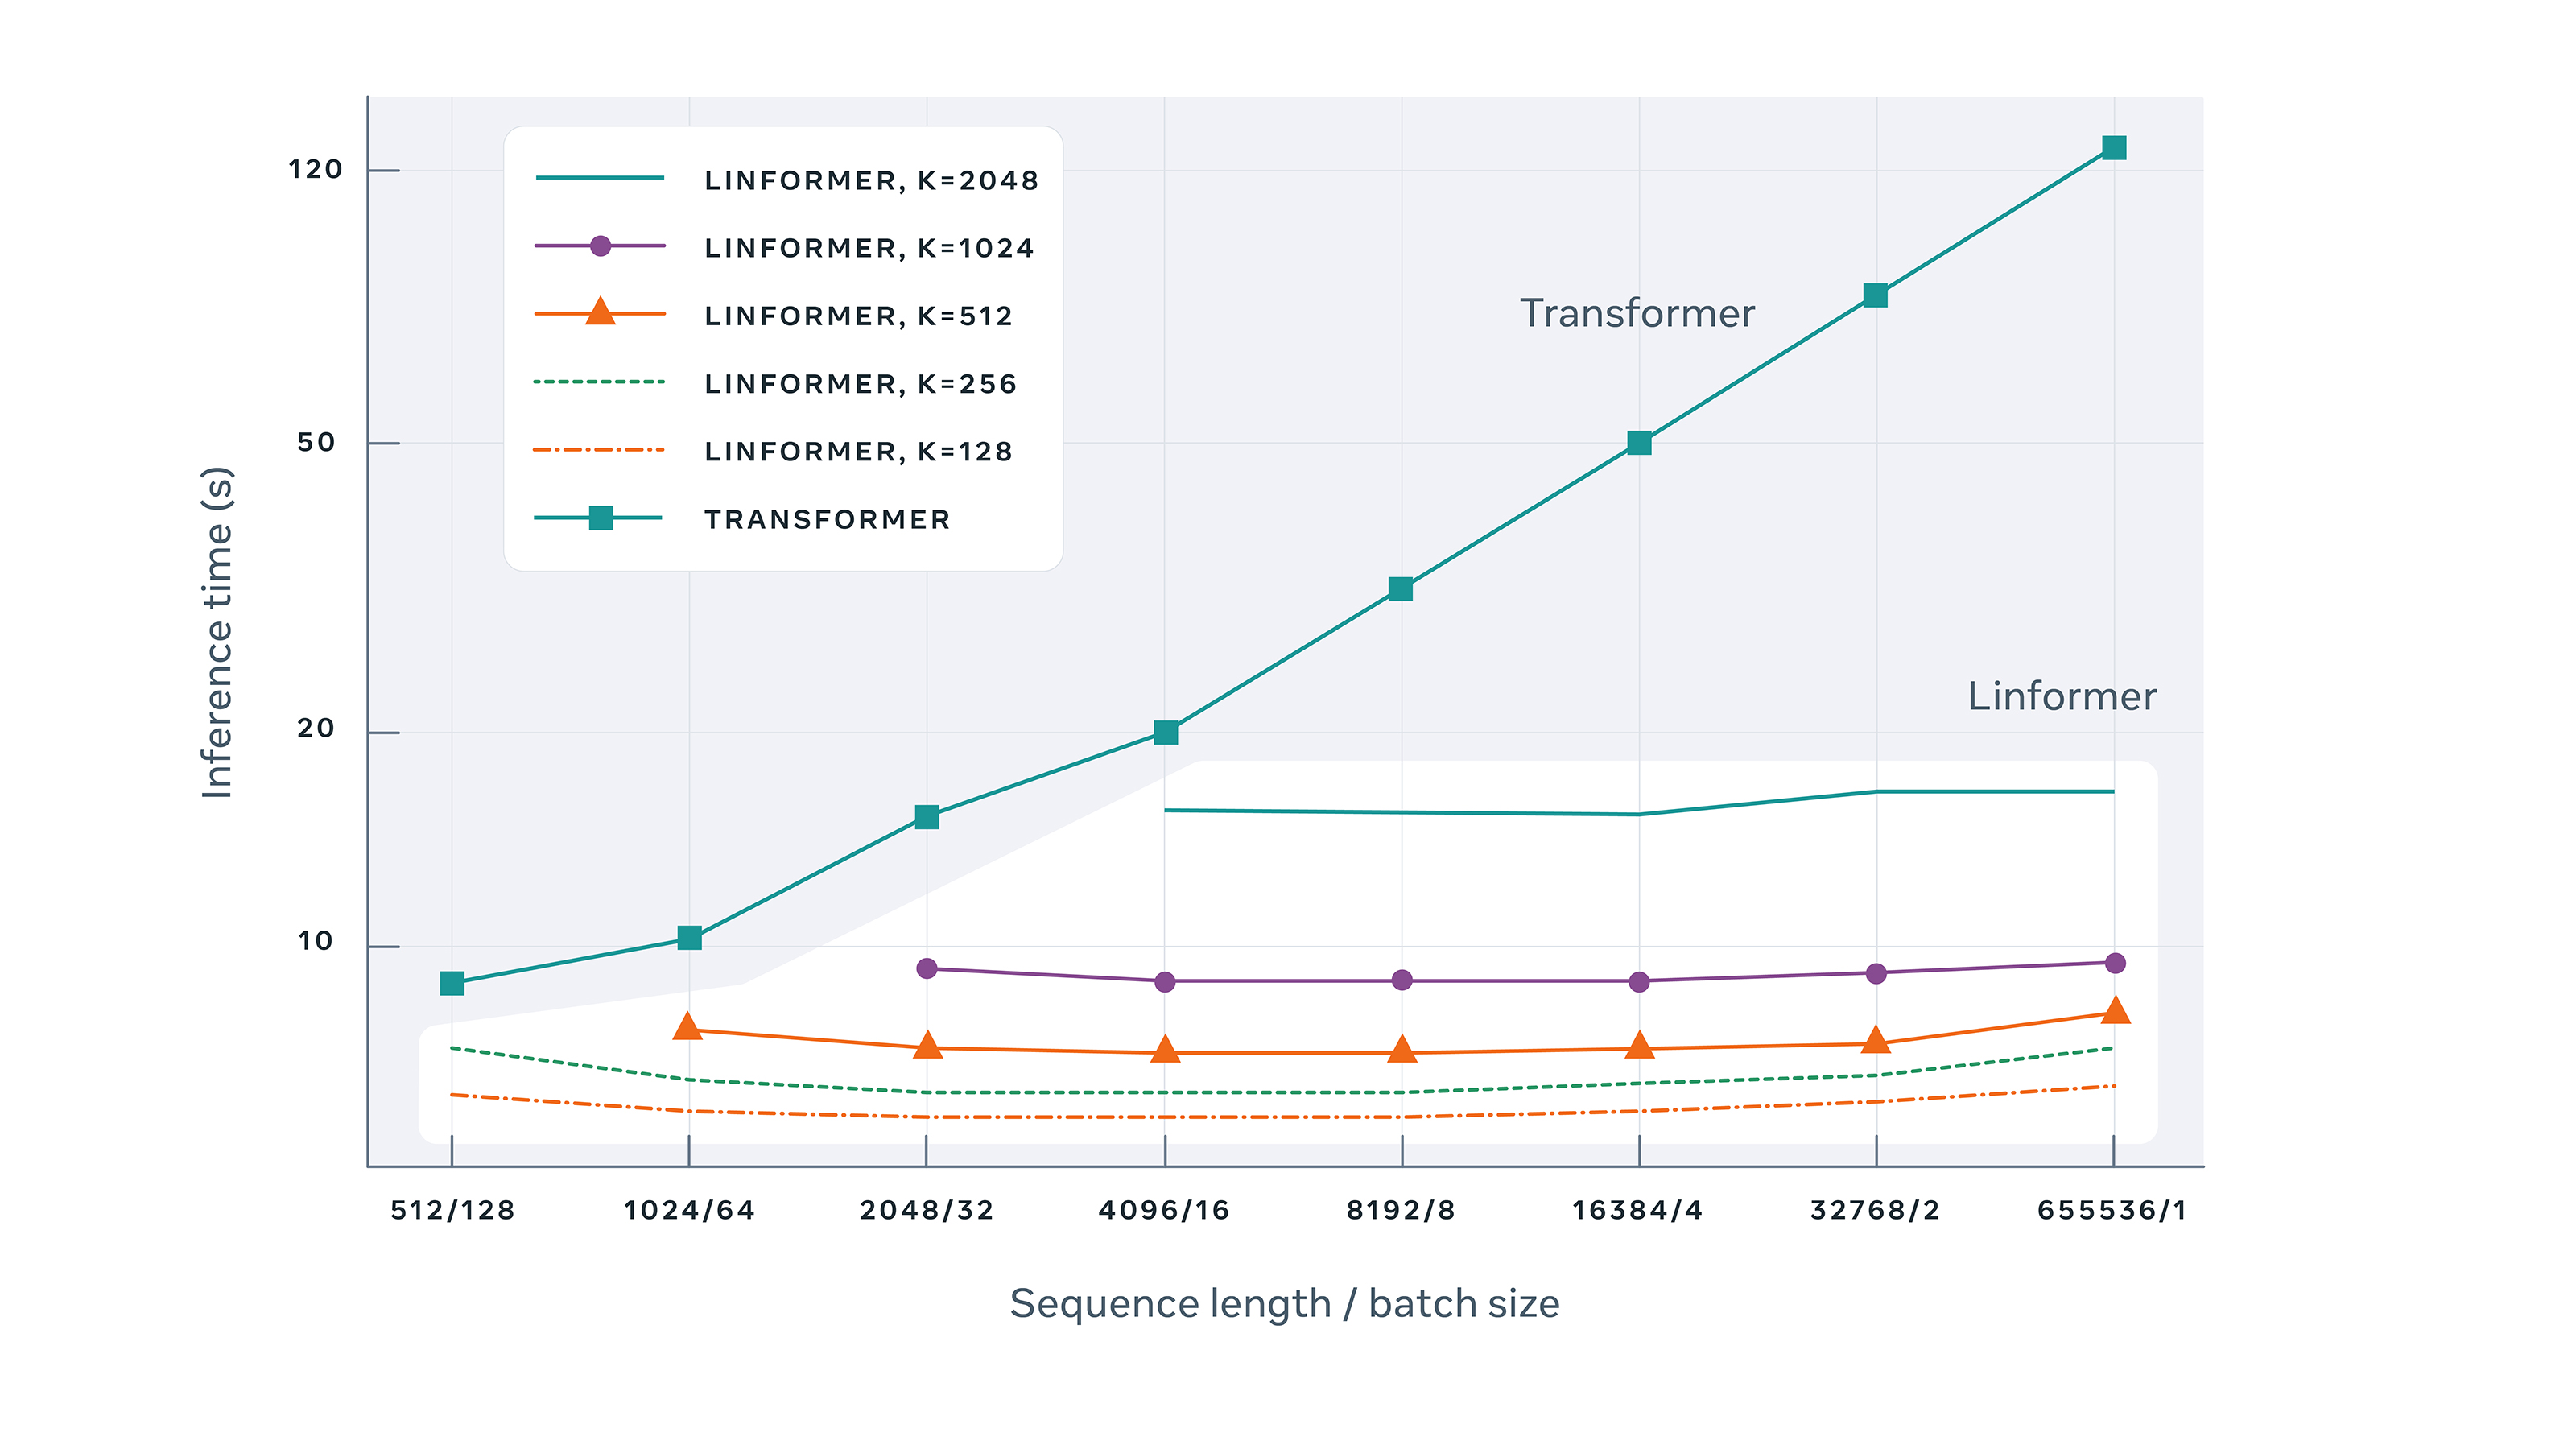 LINFORMER, K=2048
LINFORMER, K=1024
LINFORMER, K=512
LINFORMER, K=256
LINFORMER, K=128
TRANSFORMER
Transformer
Linformer
Inference time (s)
120
50
20
10
512/128
1024/64
2048/32
4096/16
8192/8
16384/4
32768/2
655536/1
Sequence length / batch size